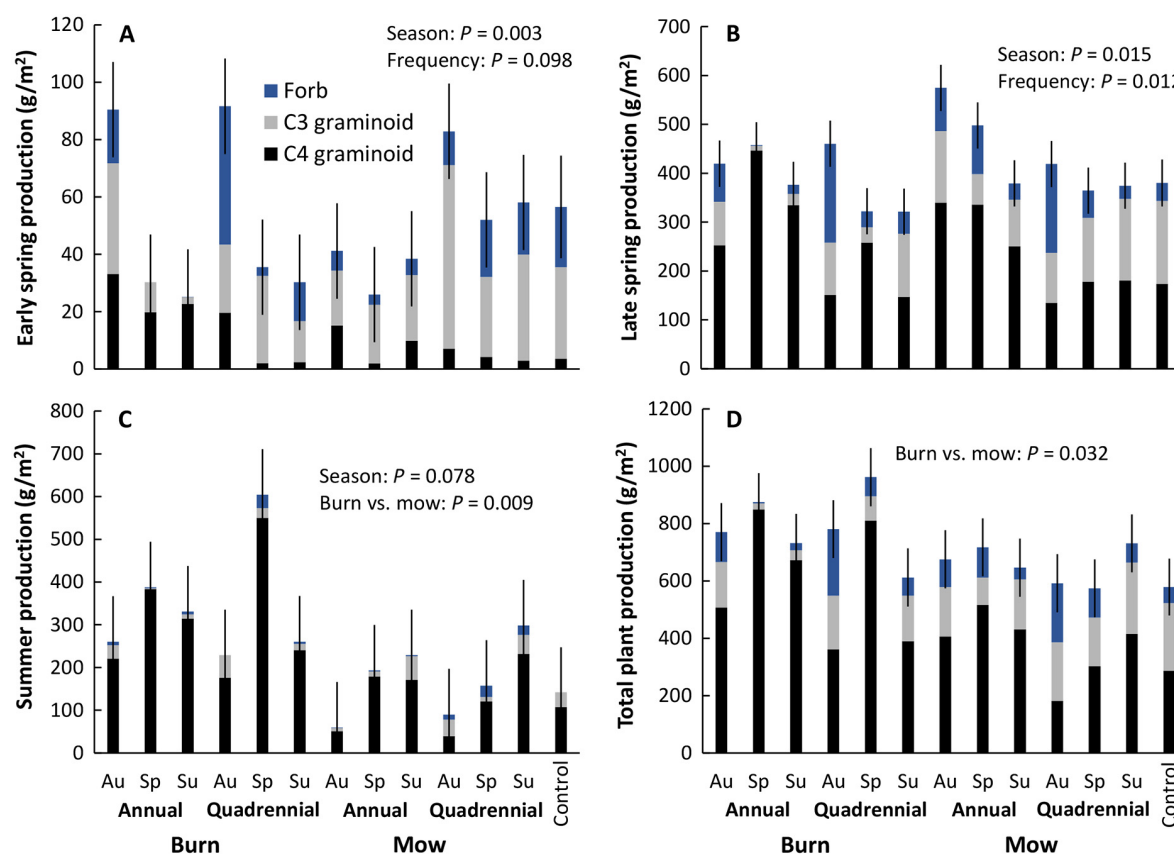 A
B
Season: P = 0.003
Frequency: P = 0.098
Season: P = 0.015
Frequency: P = 0.012
Forb
C3 graminoid
C4 graminoid
Early spring production (g/m²)
120
100
80
60
40
20
0
Late spring production (g/m²)
700
600
500
400
300
200
100
0
C
D
Season: P = 0.078
Burn vs. mow: P = 0.009
Burn vs. mow: P = 0.032
Summer production (g/m²)
800
700
600
500
400
300
200
100
0
Total plant production (g/m²)
1200
1000
800
600
400
200
0
Au Sp Su Au Sp Su Au Sp Su Au Sp Su Control
Annual Quadrennial Annual Quadrennial
Burn Mow
Au Sp Su Au Sp Su Au Sp Su Au Sp Su Control
Annual Quadrennial Annual Quadrennial
Burn Mow